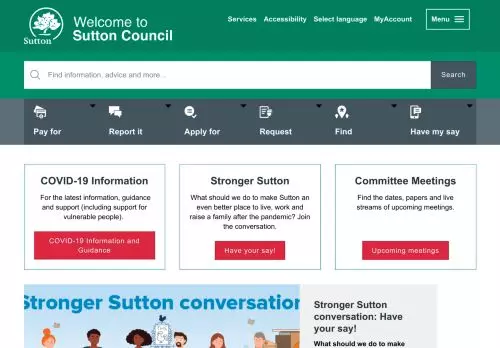 Sutton
Welcome to
Sutton Council
Services Accessibility Select language MyAccount
Menu
Find information, advice and more...
Search
Pay for Report it Apply for Request Find Have my say
COVID-19 Information
For the latest information, guidance
and support (including support for
vulnerable people).
COVID-19 Information and
Guidance
Stronger Sutton
What should we do to make Sutton
an even better place to live, work and
raise a family after the pandemic? Join
the conversation.
Have your say!
Committee Meetings
Find the dates, papers and live
streams of upcoming meetings.
Upcoming meetings
Stronger Sutton conversation
Stronger Sutton
conversation: Have
your say!
What should we do to make